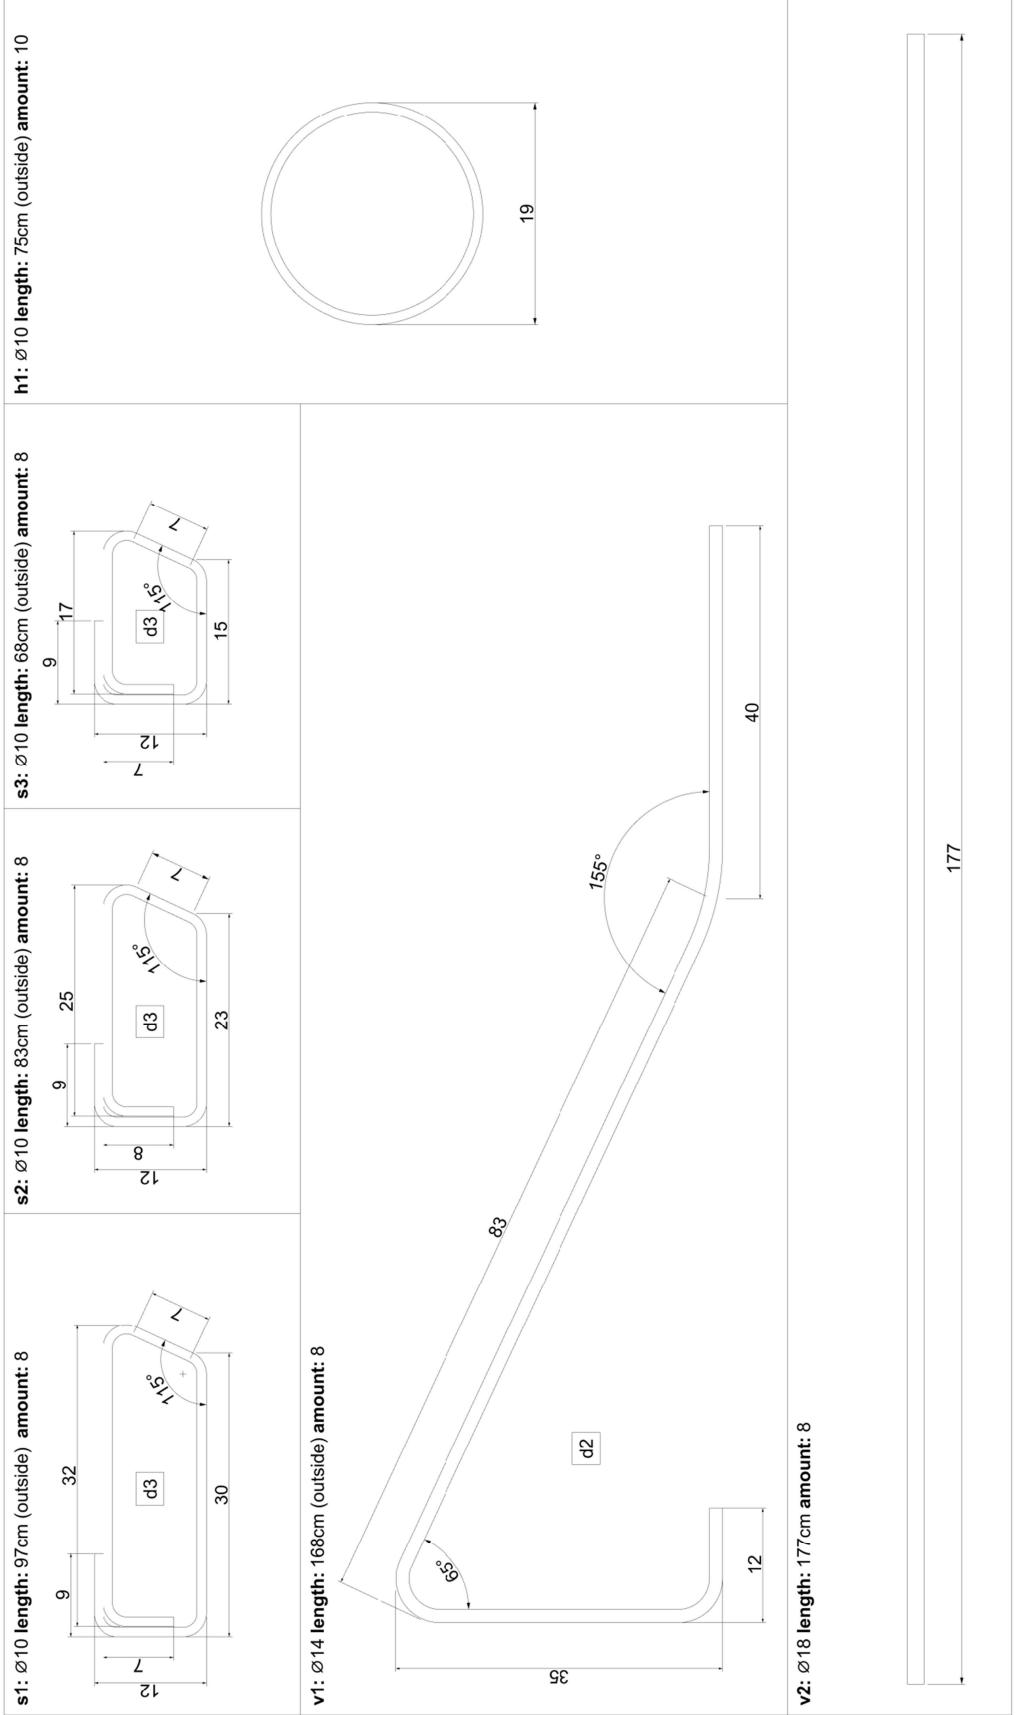 s1: Ø10 length: 97cm (outside) amount: 8
9
32
7
12
d3
115°
7
30
s2: Ø10 length: 83cm (outside) amount: 8
9
25
8
12
d3
115°
7
23
s3: Ø10 length: 68cm (outside) amount: 8
9
17
7
12
d3
115°
7
15
h1: Ø10 length: 75cm (outside) amount: 10
19
v1: Ø14 length: 168cm (outside) amount: 8
83
65°
155°
d2
35
12
40
v2: Ø18 length: 177cm amount: 8
177